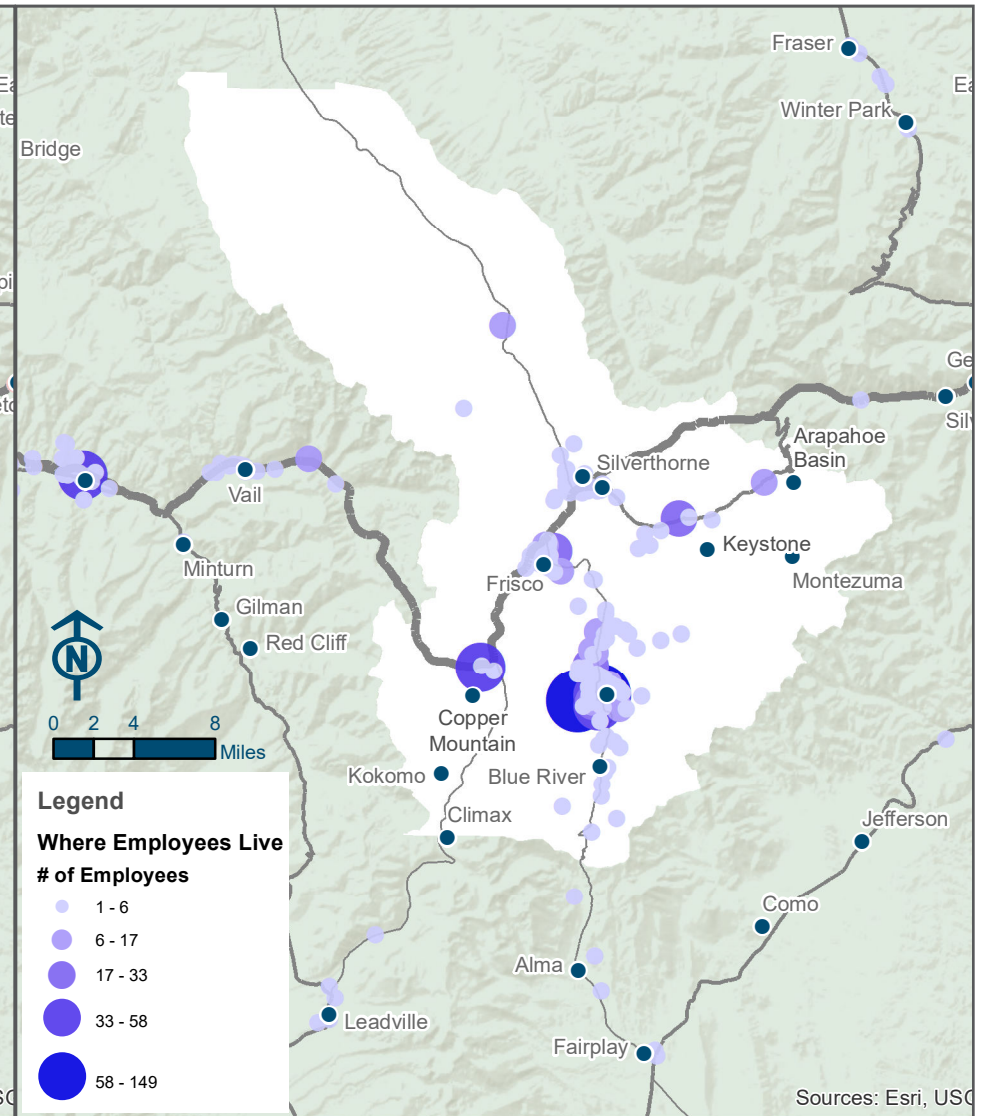 Fraser
Winter Park
Bridge
Ge
Arapahoe
Basin
Silverthorne
Vail
Keystone
Minturn
Frisco
Montezuma
Gilman
Red Cliff
N
0 2 4 8
Miles
Copper
Mountain
Kokomo
Blue River
Climax
Jefferson
Legend
Where Employees Live
# of Employees
1 - 6
6 - 17
17 - 33
33 - 58
58 - 149
Como
Alma
Leadville
Fairplay
Sources: Esri, USG